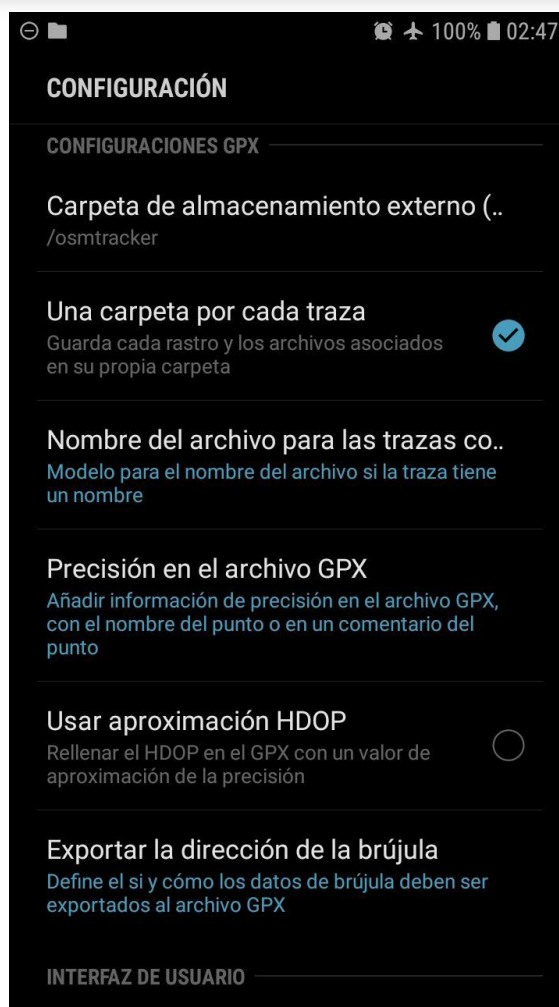 100% 02:47
CONFIGURACIÓN
CONFIGURACIONES GPX
Carpeta de almacenamiento externo (..
/osmtracker
Una carpeta por cada traza
Guarda cada rastro y los archivos asociados
en su propia carpeta
Nombre del archivo para las trazas co..
Modelo para el nombre del archivo si la traza tiene
un nombre
Precisión en el archivo GPX
Añadir información de precisión en el archivo GPX,
con el nombre del punto o en un comentario del
punto
Usar aproximación HDOP
Rellenar el HDOP en el GPX con un valor de
aproximación de la precisión
Exportar la dirección de la brújula
Define el si y cómo los datos de brújula deben ser
exportados al archivo GPX
INTERFAZ DE USUARIO